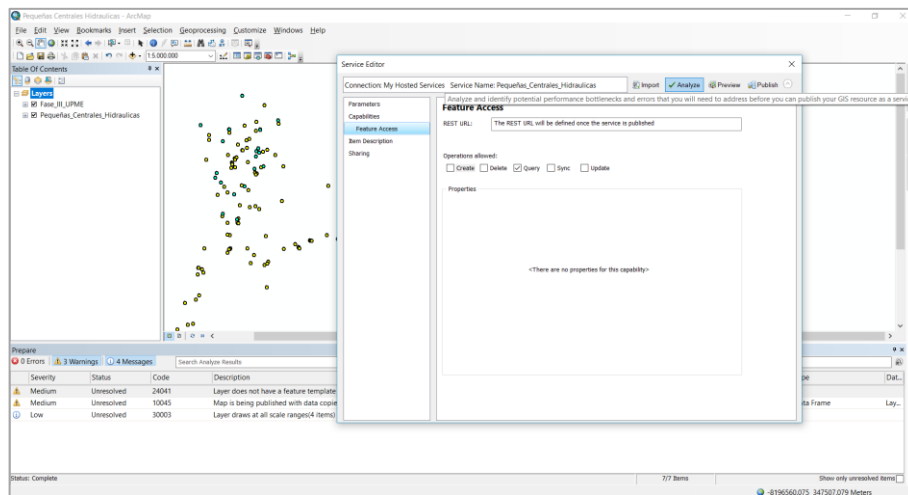 Pequeñas Centrales Hidraulicas - ArcMap
File Edit View Bookmarks Insert Selection Geoprocessing Customize Windows Help
1:5.000.000
Table Of Contents
Layers
Fase_III_UPME
Pequeñas_Centrales_Hidraulicas
Service Editor
Connection: My Hosted Services Service Name: Pequeñas_Centrales_Hidraulicas
Import Analyze Preview Publish
Analyze and identify potential performance bottlenecks and errors that you will need to address before you can publish your GIS resource as a servi
Parameters
Capabilities
Feature Access
Item Description
Sharing
Feature Access
REST URL: The REST URL will be defined once the service is published
Operations allowed:
Create Delete Query Sync Update
Properties
<There are no properties for this capability>
Prepare
0 Errors 3 Warnings 4 Messages Search Analyze Results
Severity Status Code Description pe Dat...
Medium Unresolved 24041 Layer does not have a feature template
Medium Unresolved 10045 Map is being published with data copie ta Frame Lay...
Low Unresolved 30003 Layer draws at all scale ranges(4 items)
Status: Complete 7/7 Items Show only unresolved items
-8196560,075 347587,079 Meters